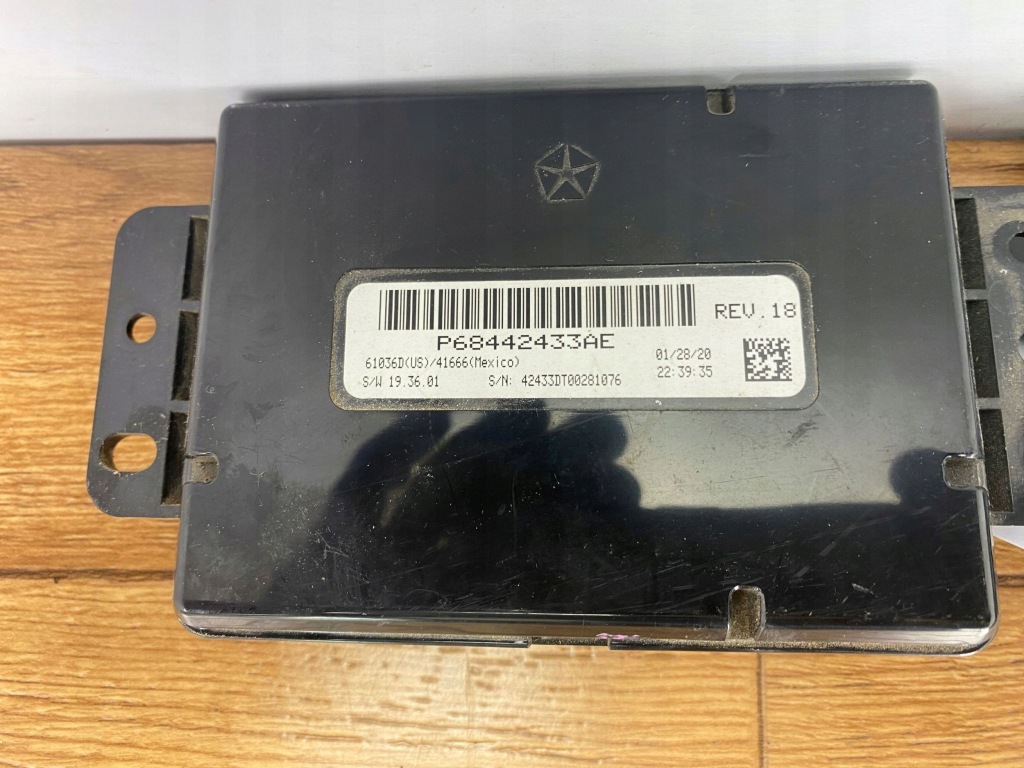 REV.18
P68442433AE
61036D(US)/41666(Mexico) 01/28/20
S/W 19.36.01 S/N: 42433DT00281076 22:39:35